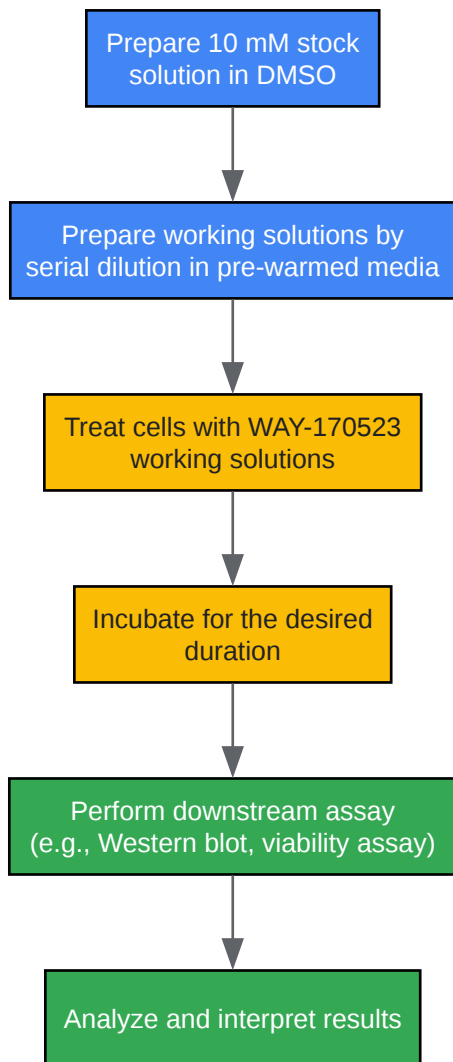 Prepare 10 mM stock
solution in DMSO
Prepare working solutions by
serial dilution in pre-warmed media
Treat cells with WAY-170523
working solutions
Incubate for the desired
duration
Perform downstream assay
(e.g., Western blot, viability assay)
Analyze and interpret results